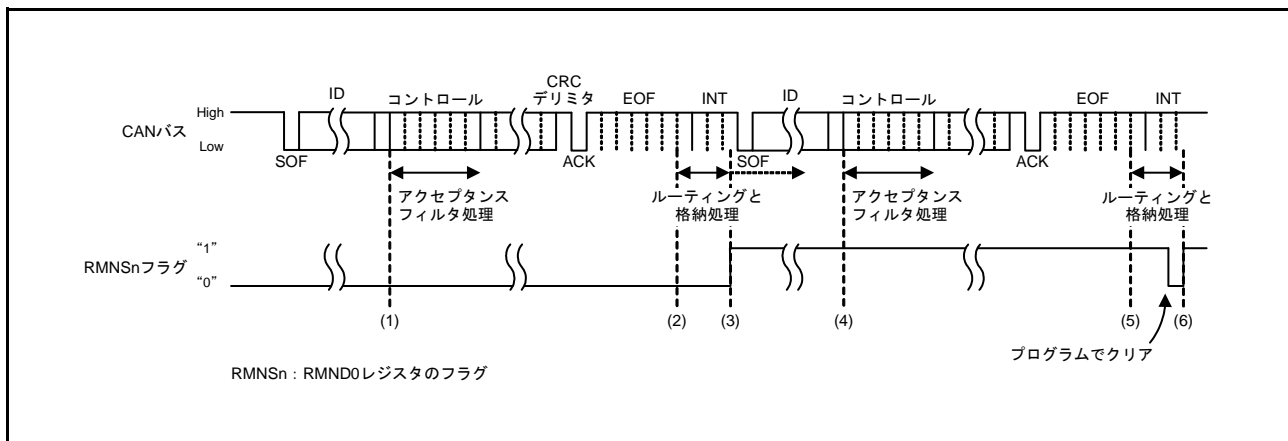 CRC
ID コントロール デリミタ EOF INT ID コントロール EOF INT
High
CANバス
Low
SOF ACK SOF ACK
アクセプタンス ルーティングと アクセプタンス ルーティングと
フィルタ処理 格納処理 フィルタ処理 格納処理
“1”
RMNSnフラグ
“0”
(1) (2) (3) (4) (5) (6)
プログラムでクリア
RMNSn：RMND0レジスタのフラグ